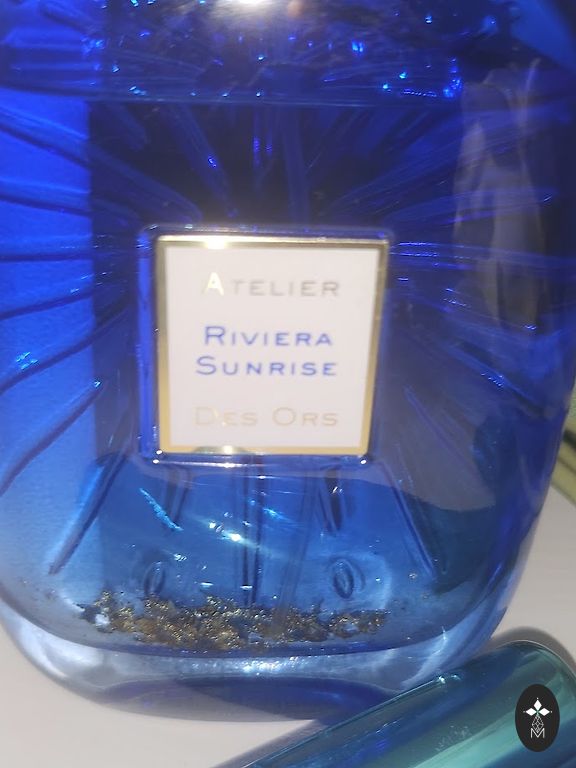 ATELIER
RIVIERA
SUNRISE
DES ORS
M